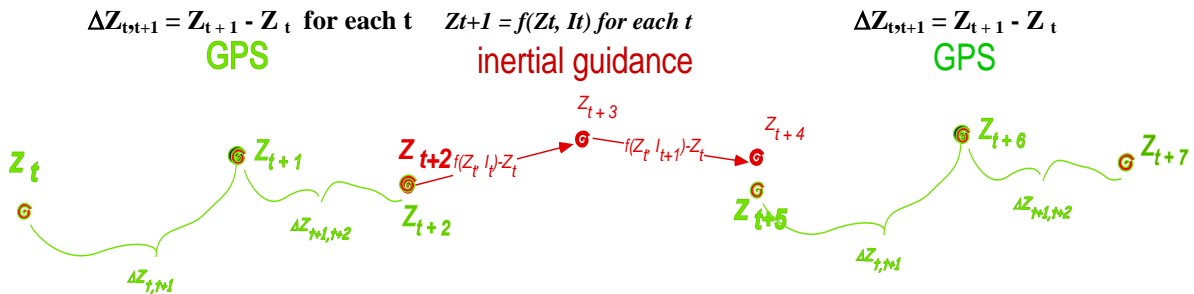 ΔZt,t+1 = Zt + 1 - Z t for each t
Zt+1 = f(Zt, It) for each t
ΔZt,t+1 = Zt + 1 - Z t
GPS
inertial guidance
GPS
Z t
Zt + 1
Z t+2
Zt + 2
f(Zt, It)-Zt
Zt + 3
f(Zt, It+1)-Zt
Zt + 4
Z t+5
Zt + 6
Zt + 7
ΔZt+1,t+2
ΔZt+1,t+2
ΔZt,t+1
ΔZt,t+1